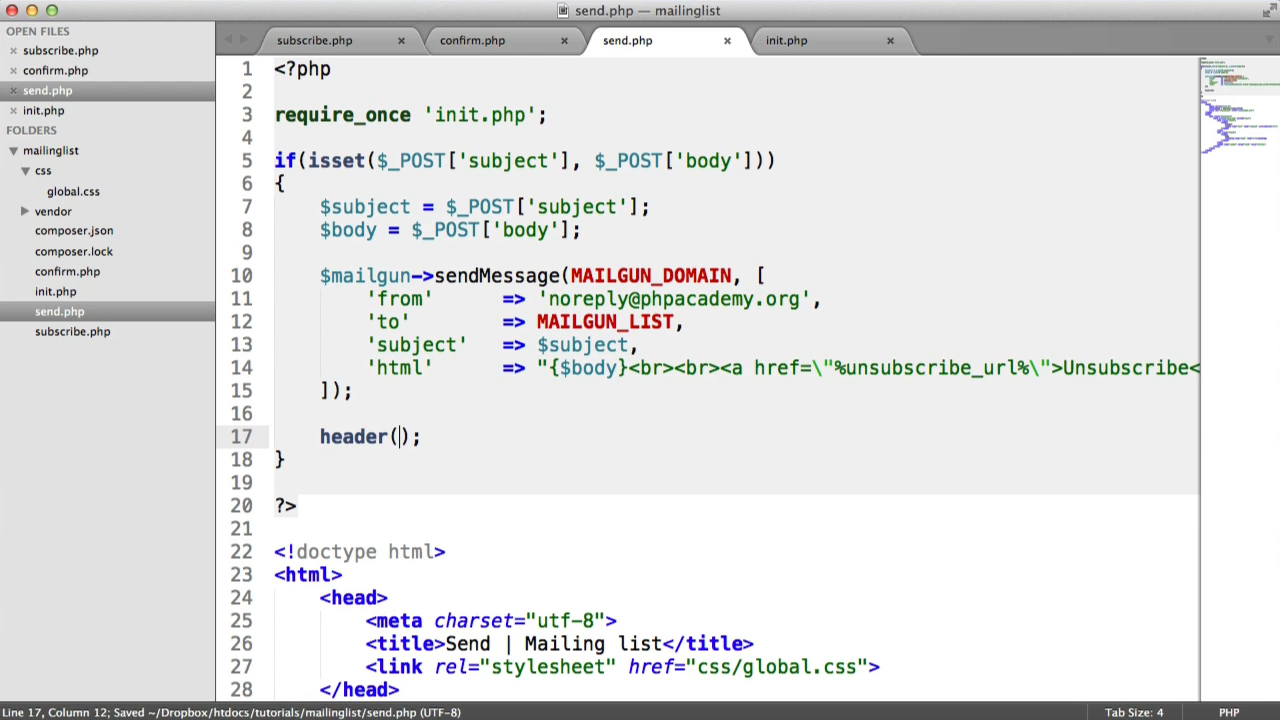 send.php — mailinglist
OPEN FILES
subscribe.php
confirm.php
send.php
init.php
FOLDERS
mailinglist
css
global.css
vendor
composer.json
composer.lock
confirm.php
init.php
send.php
subscribe.php
subscribe.php confirm.php send.php init.php
1 <?php
2
3 require_once 'init.php';
4
5 if(isset($_POST['subject'], $_POST['body']))
6 {
7 $subject = $_POST['subject'];
8 $body = $_POST['body'];
9
10 $mailgun->sendMessage(MAILGUN_DOMAIN, [
11 'from' => 'noreply@phpacademy.org',
12 'to' => MAILGUN_LIST,
13 'subject' => $subject,
14 'html' => "{$body}<br><br><a href=\"%unsubscribe_url%\">Unsubscribe<
15 ]);
16
17 header();
18 }
19
20 ?>
21
22 <!doctype html>
23 <html>
24 <head>
25 <meta charset="utf-8">
26 <title>Send | Mailing list</title>
27 <link rel="stylesheet" href="css/global.css">
28 </head>
Line 17, Column 12; Saved ~/Dropbox/htdocs/tutorials/mailinglist/send.php (UTF-8)
Tab Size: 4
PHP